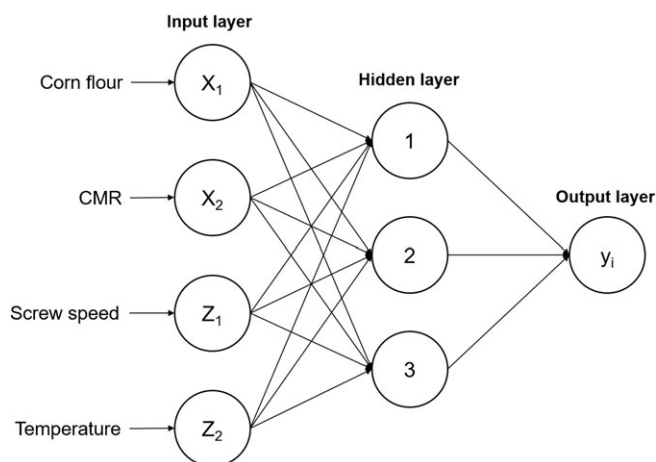 Input layer
Corn flour
X₁
Hidden layer
1
CMR
X₂
Output layer
2
yᵢ
Screw speed
Z₁
3
Temperature
Z₂